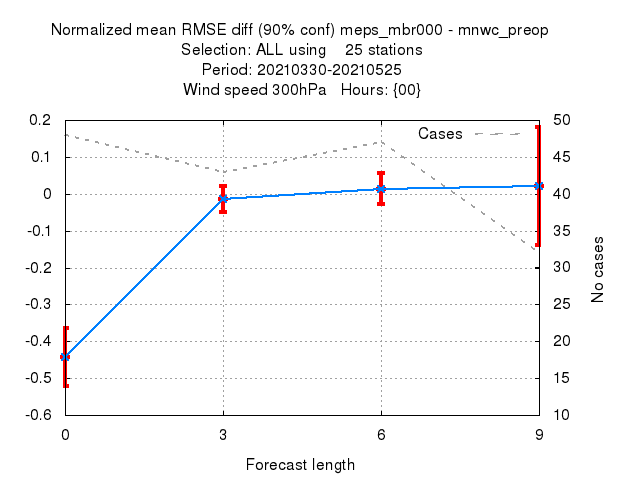 Normalized mean RMSE diff (90% conf) meps_mbr000 - mnwc_preop
Selection: ALL using    25 stations
Period: 20210330-20210525
Wind speed 300hPa   Hours: {00}
Cases
0.2
0.1
0
-0.1
-0.2
-0.3
-0.4
-0.5
-0.6
50
45
40
35
30
25
20
15
10
No cases
0 3 6 9
Forecast length